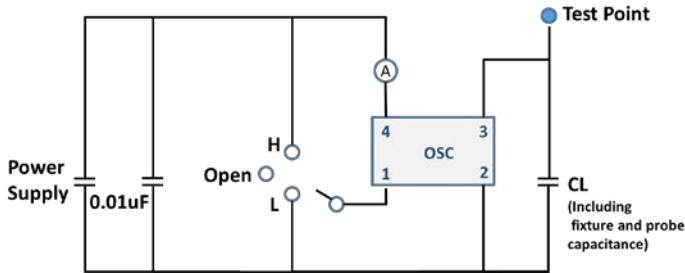 Test Point
A
H
Open
L
4
3
OSC
1
2
Power
Supply
0.01uF
CL
(Including
fixture and probe
capacitance)